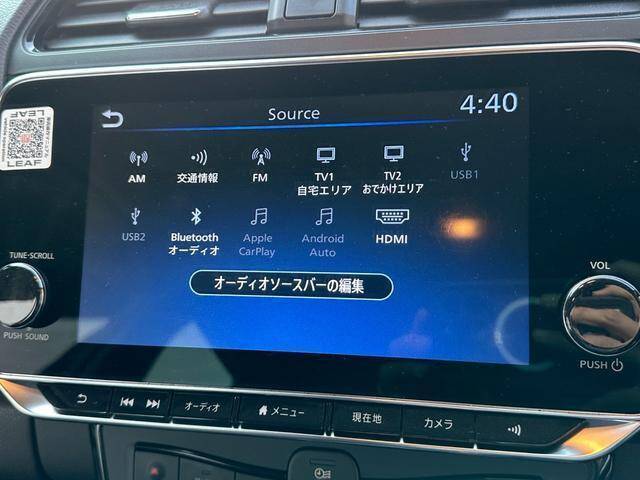 Source
4:40
AM
交通情報
FM
TV1
自宅エリア
TV2
おでかけエリア
USB1
USB2
Bluetooth
オーディオ
Apple
CarPlay
Android
Auto
HDMI
オーディオソースバーの編集
LEAF
LEAF
TUNE·SCROLL
PUSH SOUND
VOL
PUSH
オーディオ
メニュー
現在地
カメラ